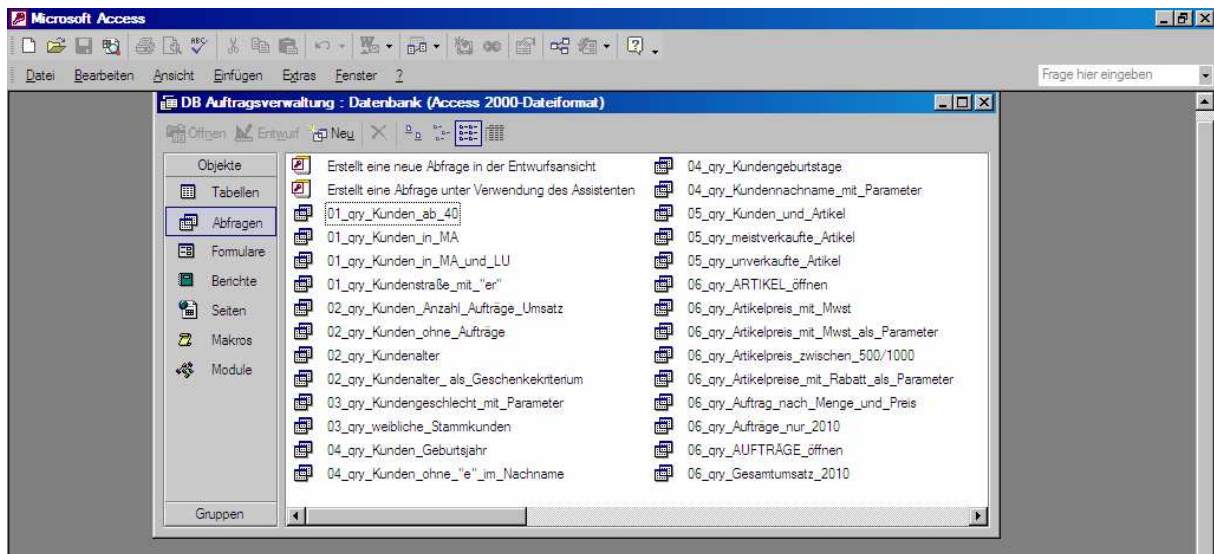 Microsoft Access
Datei Bearbeiten Ansicht Einfügen Extras Fenster ?
Frage hier eingeben
DB Auftragsverwaltung : Datenbank (Access 2000-Dateiformat)
Öffnen Entwurf Neu
Objekte
Tabellen
Abfragen
Formulare
Berichte
Seiten
Makros
Module
Gruppen
Erstellt eine neue Abfrage in der Entwurfsansicht
Erstellt eine Abfrage unter Verwendung des Assistenten
01_qry_Kunden_ab_40
01_qry_Kunden_in_MA
01_qry_Kunden_in_MA_und_LU
01_qry_Kundenstraße_mit_"er"
02_qry_Kunden_Anzahl_Aufträge_Umsatz
02_qry_Kunden_ohne_Aufträge
02_qry_Kundenalter
02_qry_Kundenalter_ als_Geschenkekriterium
03_qry_Kundengeschlecht_mit_Parameter
03_qry_weibliche_Stammkunden
04_qry_Kunden_Geburtsjahr
04_qry_Kunden_ohne_"e"_im_Nachname
04_qry_Kundengeburtstage
04_qry_Kundennachname_mit_Parameter
05_qry_Kunden_und_Artikel
05_qry_meistverkaufte_Artikel
05_qry_unverkaufte_Artikel
06_qry_ARTIKEL_öffnen
06_qry_Artikelpreis_mit_Mwst
06_qry_Artikelpreis_mit_Mwst_als_Parameter
06_qry_Artikelpreis_zwischen_500/1000
06_qry_Artikelpreise_mit_Rabatt_als_Parameter
06_qry_Auftrag_nach_Menge_und_Preis
06_qry_Aufträge_nur_2010
06_qry_AUFTRÄGE_öffnen
06_qry_Gesamtumsatz_2010